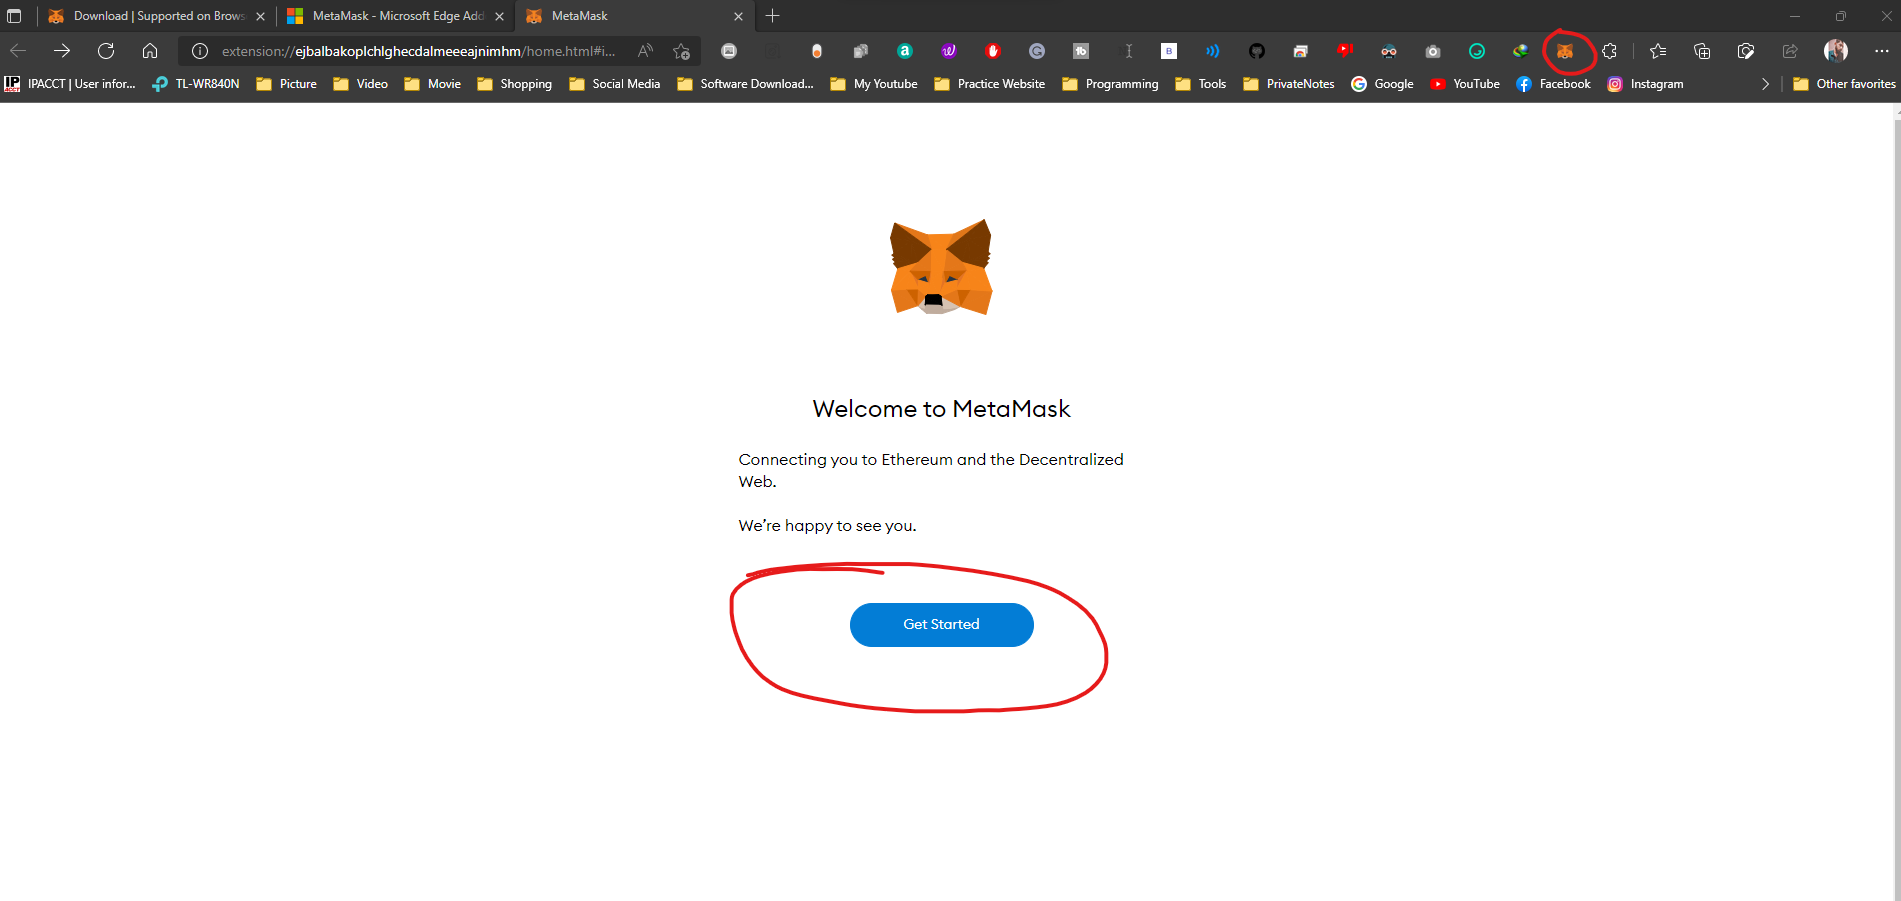 Download | Supported on Brows
MetaMask - Microsoft Edge Add
MetaMask
extension://ejbalbakoplchlghecdalmeeeajnimhm/home.html#i...
IPACCT | User infor...
TL-WR840N
Picture
Video
Movie
Shopping
Social Media
Software Download...
My Youtube
Practice Website
Programming
Tools
PrivateNotes
Google
YouTube
Facebook
Instagram
Other favorites
Welcome to MetaMask
Connecting you to Ethereum and the Decentralized
Web.
We’re happy to see you.
Get Started